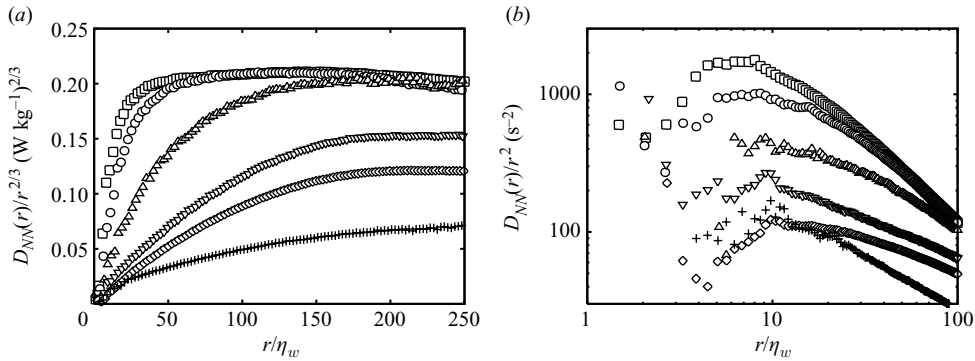 (a)
0.25
0.20
0.15
0.10
0.05
0
50
100
150
200
250
r/η_w
D_NN(r)/r^{2/3} (W kg^{–1})^{2/3}
(b)
1000
100
1
10
100
r/η_w
D_NN(r)/r^2 (s^{–2})